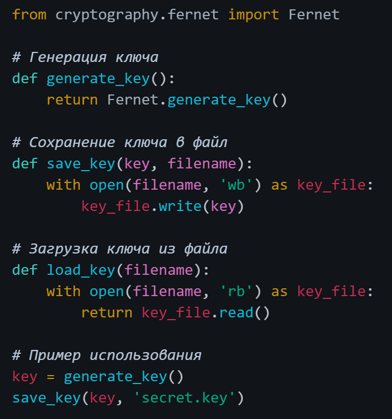 from cryptography.fernet import Fernet

# Генерация ключа
def generate_key():
    return Fernet.generate_key()

# Сохранение ключа в файл
def save_key(key, filename):
    with open(filename, 'wb') as key_file:
        key_file.write(key)

# Загрузка ключа из файла
def load_key(filename):
    with open(filename, 'rb') as key_file:
        return key_file.read()

# Пример использования
key = generate_key()
save_key(key, 'secret.key')